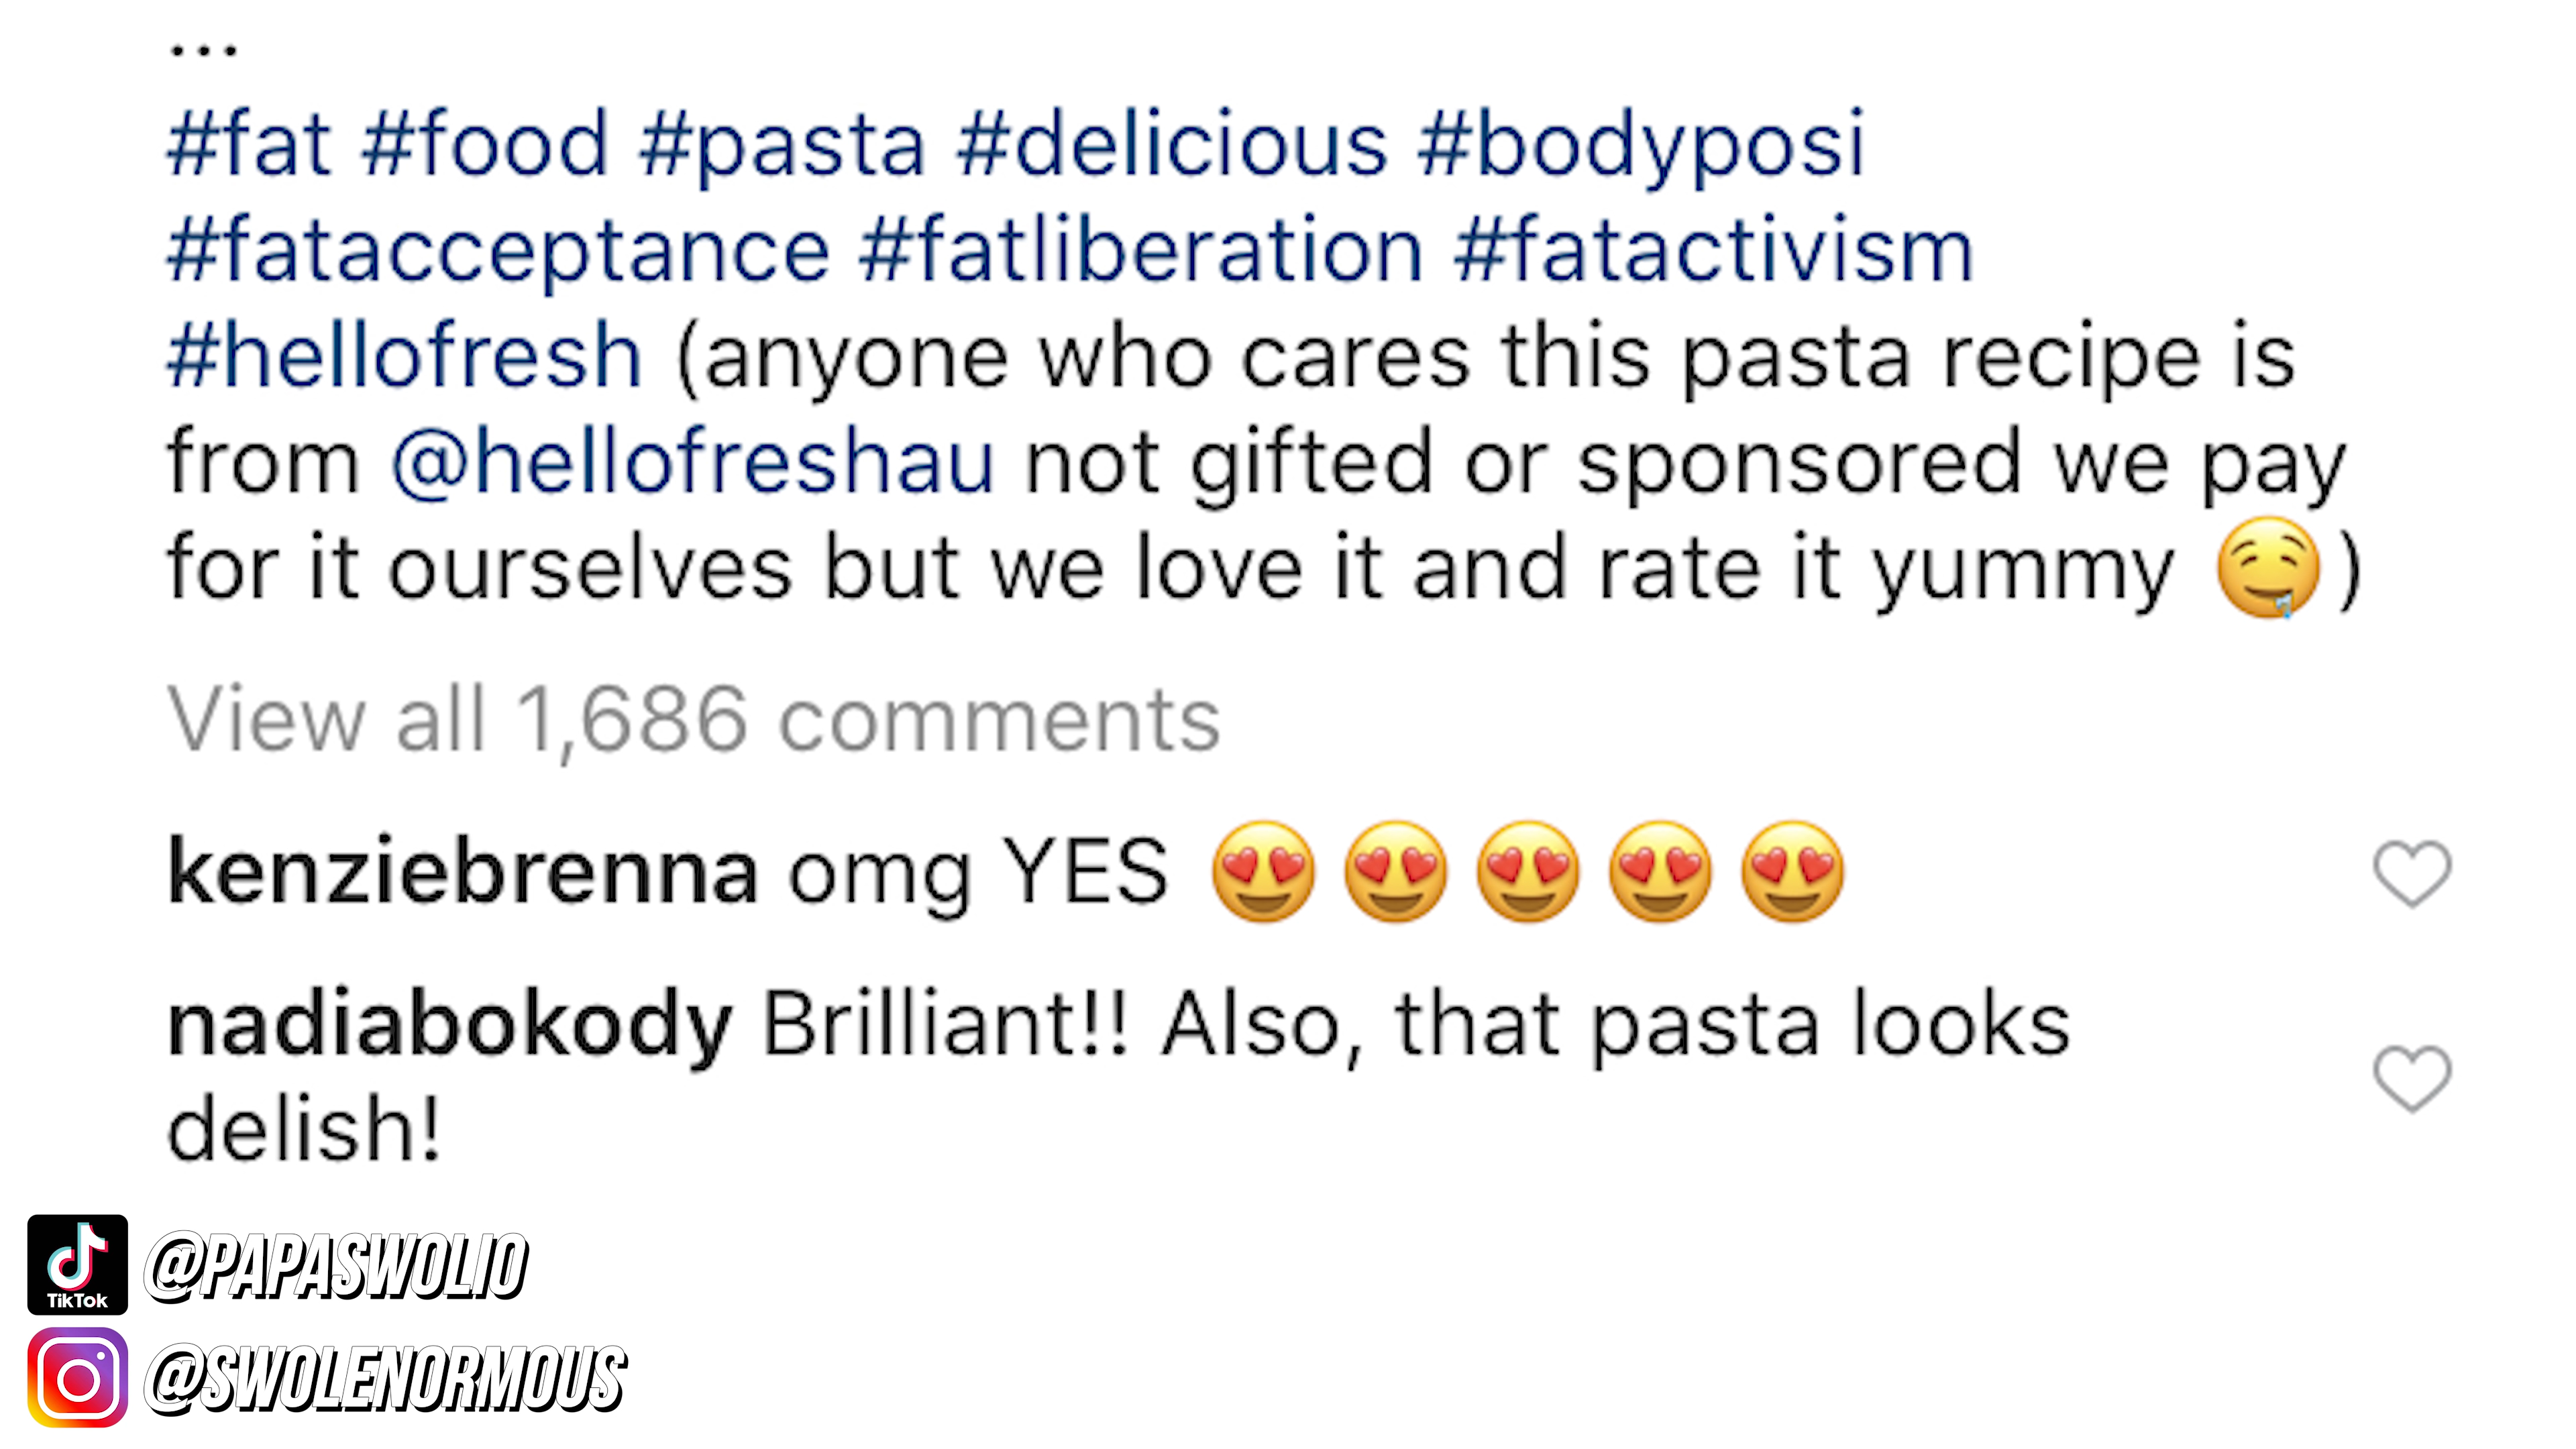 ...
#fat #food #pasta #delicious #bodyposi
#fatacceptance #fatliberation #fatactivism
#hellofresh (anyone who cares this pasta recipe is
from @hellofreshau not gifted or sponsored we pay
for it ourselves but we love it and rate it yummy 🤤)
View all 1,686 comments
kenziebrenna omg YES 😍😍😍😍😍
nadiabokody Brilliant!! Also, that pasta looks
delish!
TikTok @PAPASWOLIO
@SWOLENORMOUS